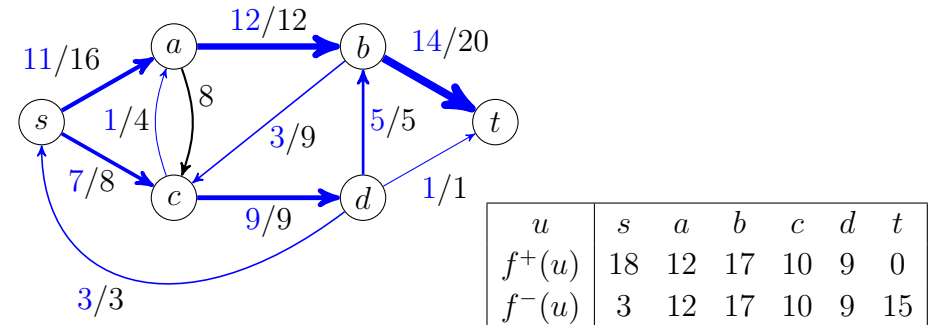 12/12
14/20
11/16
a
b
8
s
1/4
3/9
5/5
t
7/8
c
9/9
d
1/1
3/3
u s a b c d t
f⁺(u) 18 12 17 10 9 0
f⁻(u) 3 12 17 10 9 15